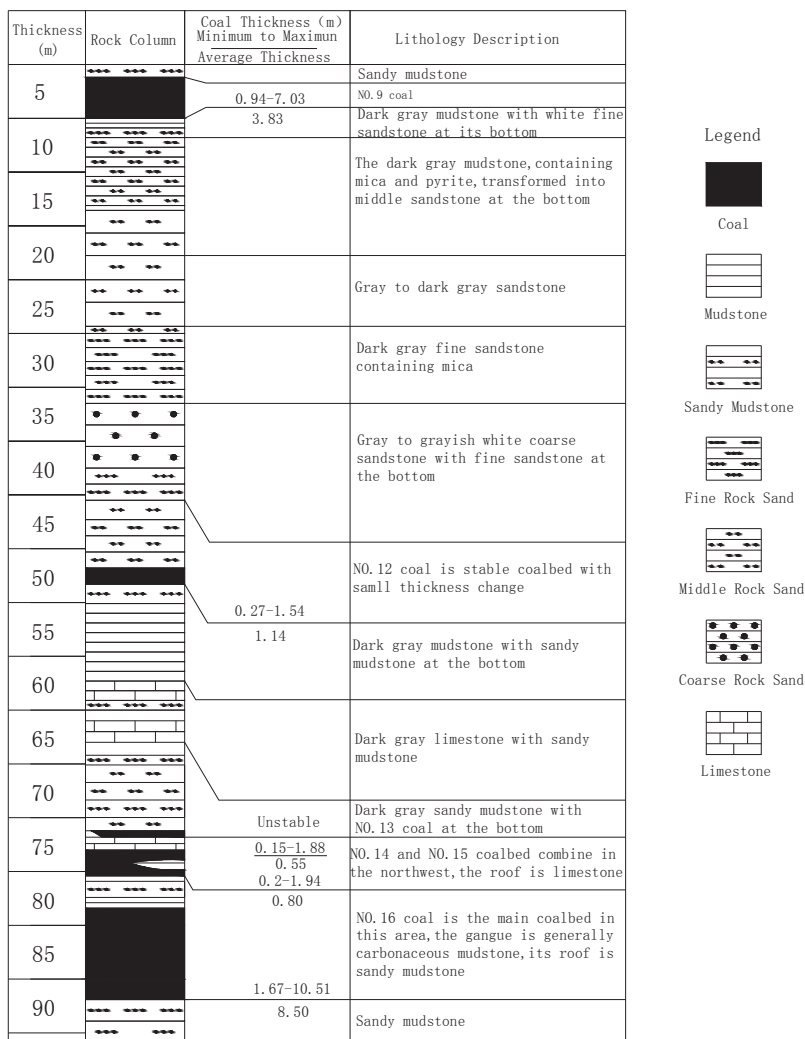 Thickness
(m)
Rock Column
Coal Thickness (m)
Minimum to Maximun
Average Thickness
Lithology Description
5
10
15
20
25
30
35
40
45
50
55
60
65
70
75
80
85
90
0.94-7.03
3.83
0.27-1.54
1.14
Unstable
0.15-1.88
0.55
0.2-1.94
0.80
1.67-10.51
8.50
Sandy mudstone
NO.9 coal
Dark gray mudstone with white fine
sandstone at its bottom
The dark gray mudstone,containing
mica and pyrite,transformed into
middle sandstone at the bottom
Gray to dark gray sandstone
Dark gray fine sandstone
containing mica
Gray to grayish white coarse
sandstone with fine sandstone at
the bottom
NO.12 coal is stable coalbed with
samll thickness change
Dark gray mudstone with sandy
mudstone at the bottom
Dark gray limestone with sandy
mudstone
Dark gray sandy mudstone with
NO.13 coal at the bottom
NO.14 and NO.15 coalbed combine in
the northwest,the roof is limestone
NO.16 coal is the main coalbed in
this area,the gangue is generally
carbonaceous mudstone,its roof is
sandy mudstone
Sandy mudstone
Legend
Coal
Mudstone
Sandy Mudstone
Fine Rock Sand
Middle Rock Sand
Coarse Rock Sand
Limestone